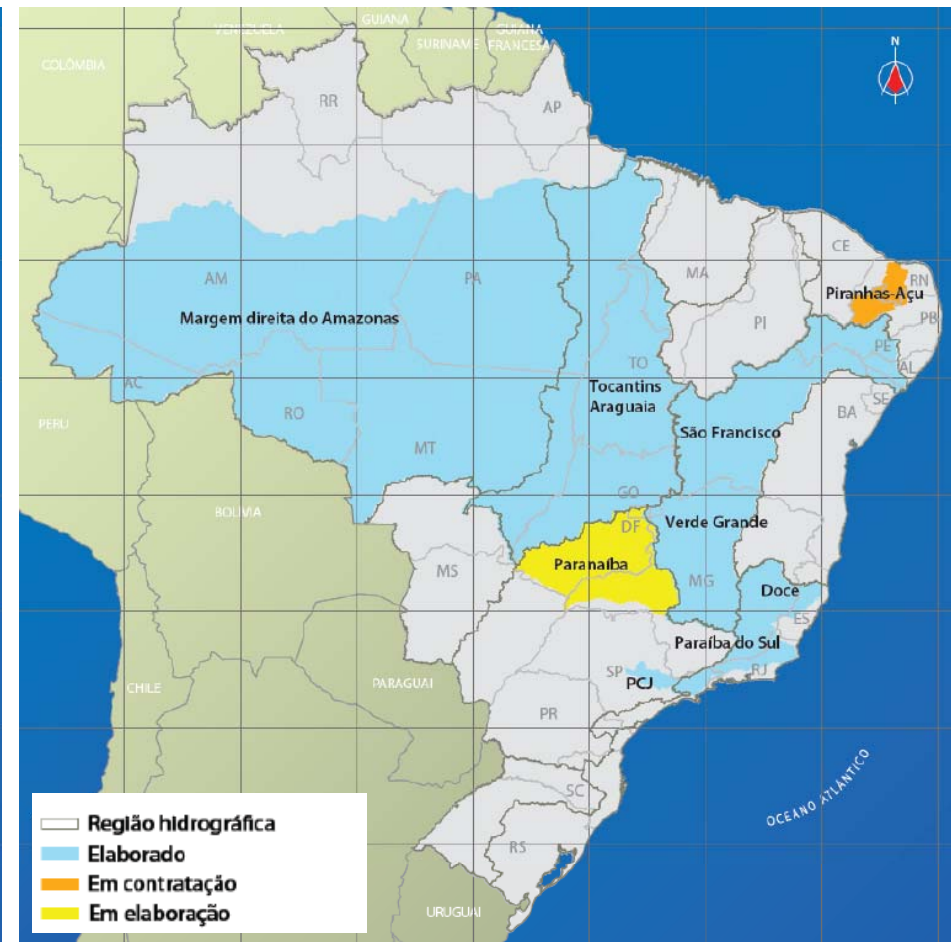 GUIANA
VENEZUELA
SURINAME
GUIANA
FRANCESA
COLÔMBIA
N
RR
AP
CE
AM
PA
MA
RN
Piranhas-Açu
Margem direita do Amazonas
PI
PB
PE
TO
AL
AC
Tocantins
Araguaia
SE
RO
BA
PERU
São Francisco
MT
GO
BOLIVIA
DF
Verde Grande
Paranaíba
MS
MG
Doce
ES
Paraíba do Sul
SP
RJ
PCJ
PARAGUAI
CHILE
PR
OCEANO ATLÂNTICO
SC
RS
URUGUAI
Região hidrográfica
Elaborado
Em contratação
Em elaboração